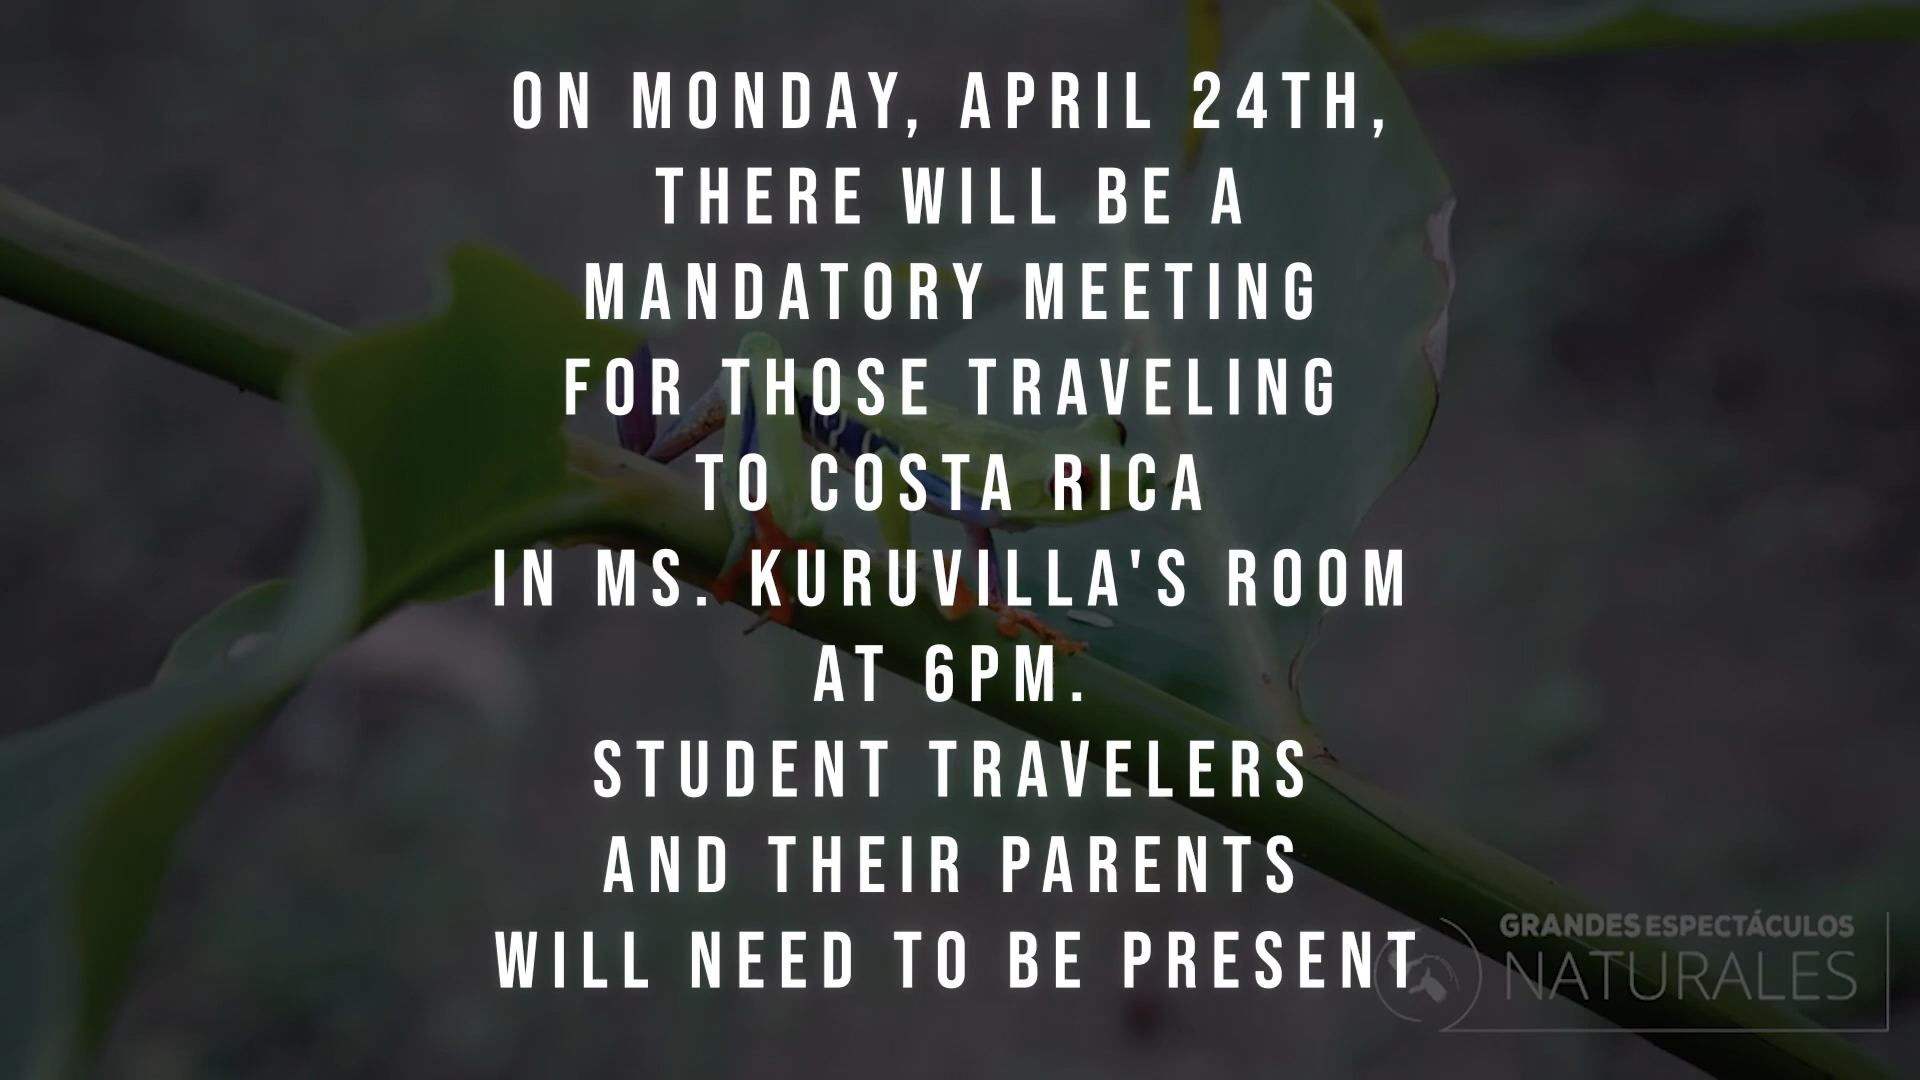 ON MONDAY, APRIL 24TH,
THERE WILL BE A
MANDATORY MEETING
FOR THOSE TRAVELING
TO COSTA RICA
IN MS. KURUVILLA'S ROOM
AT 6PM.
STUDENT TRAVELERS
AND THEIR PARENTS
WILL NEED TO BE PRESENT
GRANDES ESPECTÁCULOS
NATURALES